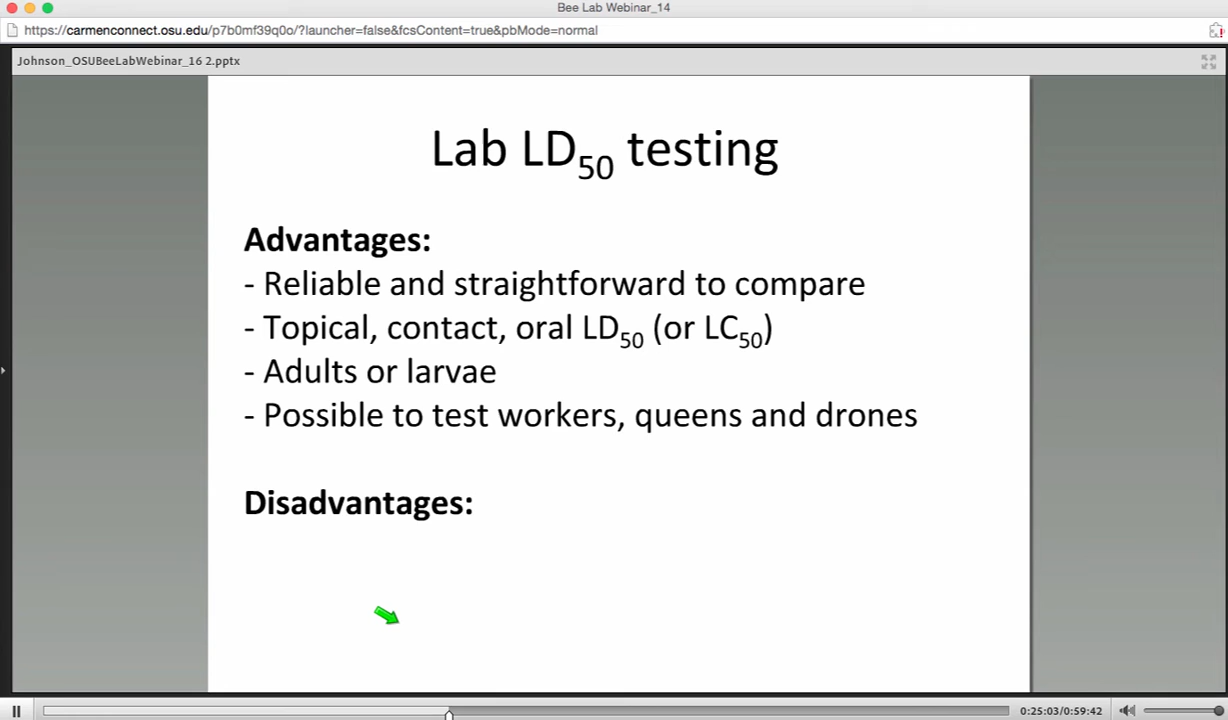 Bee Lab Webinar_14
https://carmenconnect.osu.edu/p7b0mf39q0o/?launcher=false&fcsContent=true&pbMode=normal
Johnson_OSUBeeLabWebinar_16 2.pptx
Lab LD50 testing
Advantages:
- Reliable and straightforward to compare
- Topical, contact, oral LD50 (or LC50)
- Adults or larvae
- Possible to test workers, queens and drones
Disadvantages:
0:25:03/0:59:42